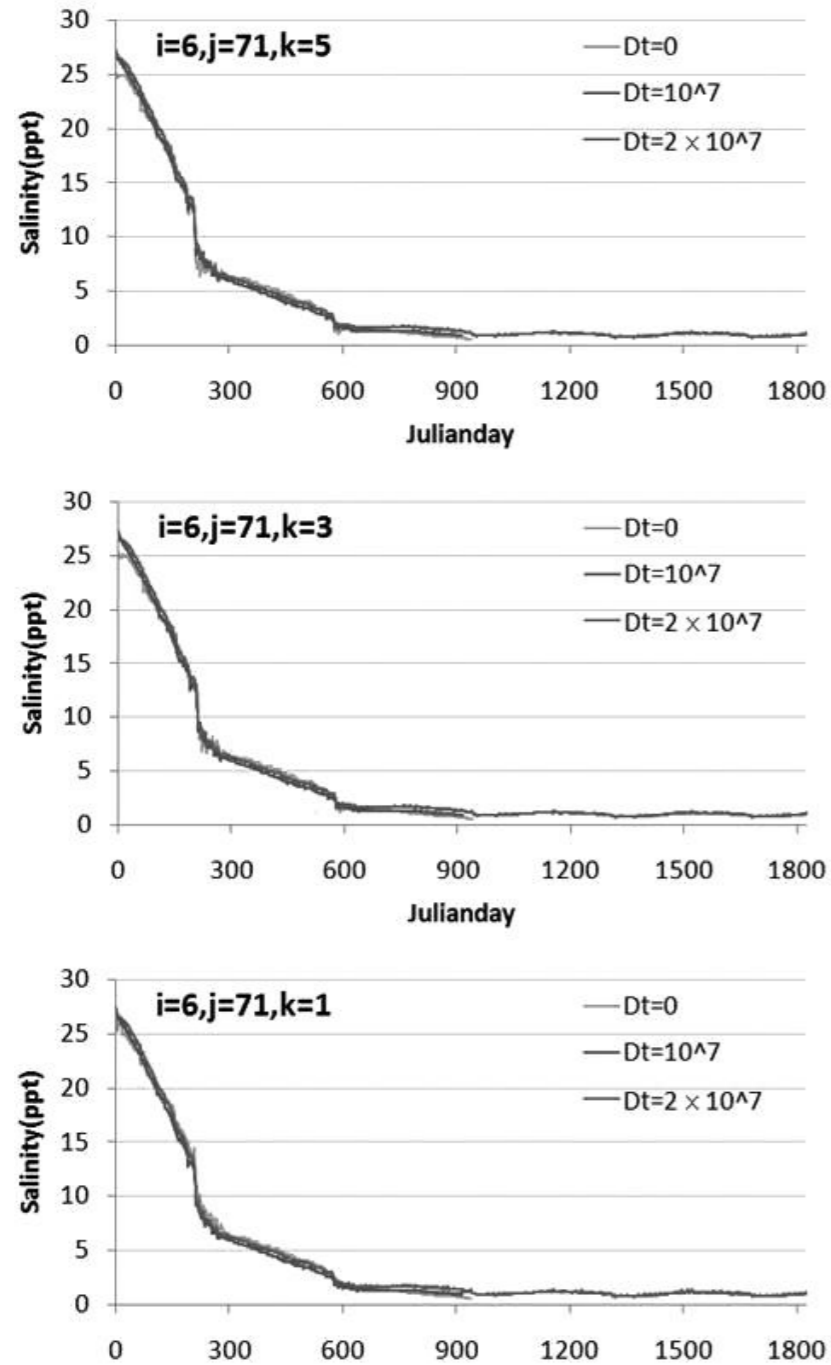 30
i=6,j=71,k=5
Dt=0
25
Dt=10^7
20
Dt=2 × 10^7
15
10
5
0
Salinity(ppt)
0 300 600 900 1200 1500 1800
Julianday
30
i=6,j=71,k=3
Dt=0
25
Dt=10^7
20
Dt=2 × 10^7
15
10
5
0
Salinity(ppt)
0 300 600 900 1200 1500 1800
Julianday
30
i=6,j=71,k=1
Dt=0
25
Dt=10^7
20
Dt=2 × 10^7
15
10
5
0
Salinity(ppt)
0 300 600 900 1200 1500 1800